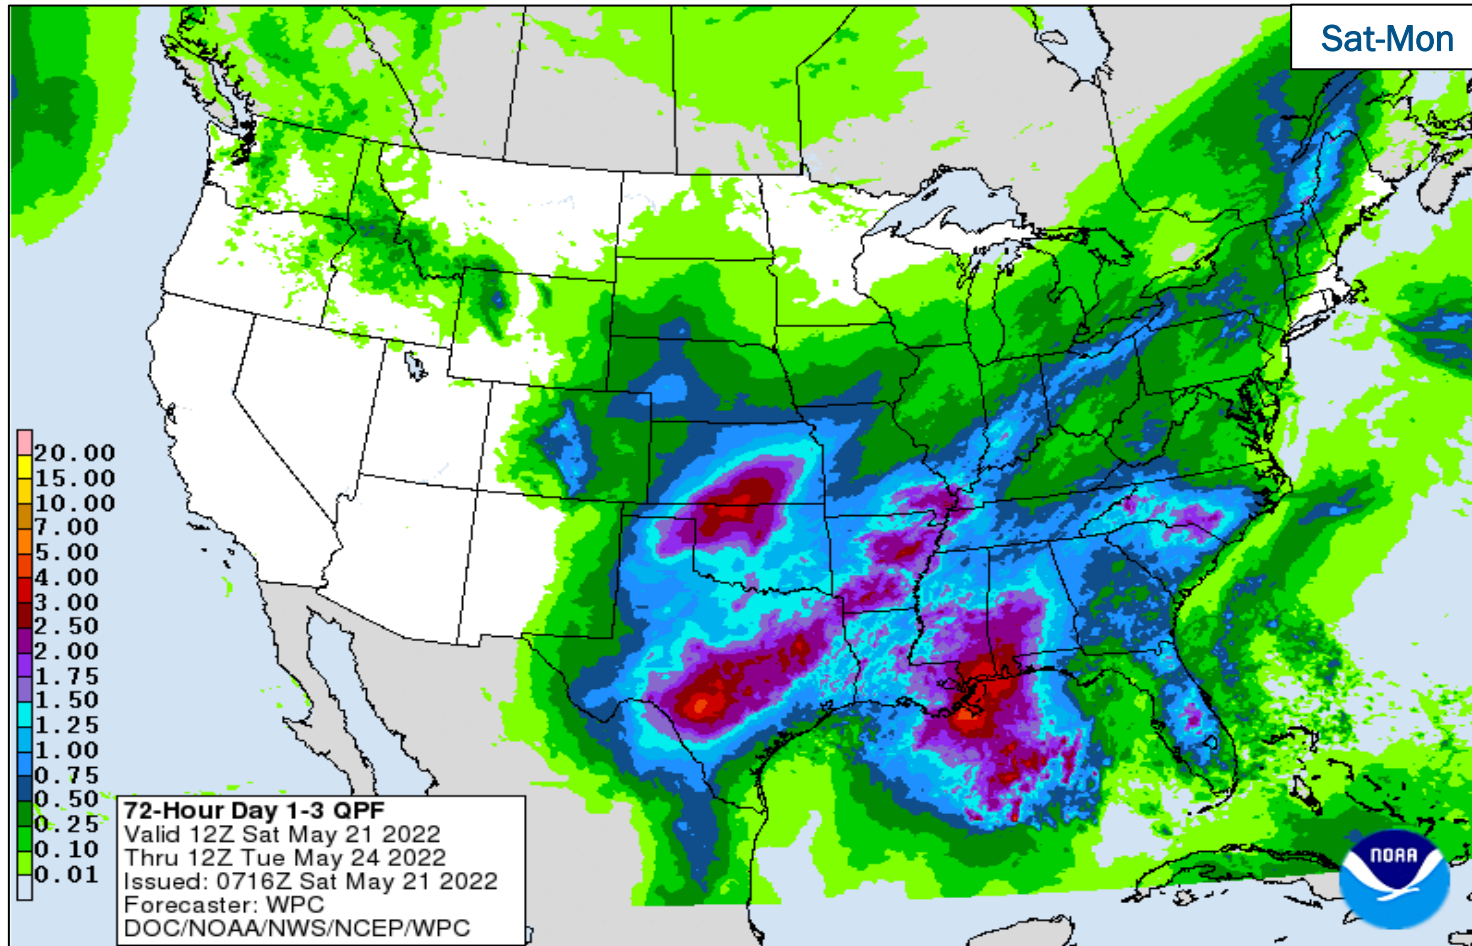 Sat-Mon
20.00
15.00
10.00
7.00
5.00
4.00
3.00
2.50
2.00
1.75
1.50
1.25
1.00
0.75
0.50
0.25
0.10
0.01
72-Hour Day 1-3 QPF
Valid 12Z Sat May 21 2022
Thru 12Z Tue May 24 2022
Issued: 0716Z Sat May 21 2022
Forecaster: WPC
DOC/NOAA/NWS/NCEP/WPC
NOAA